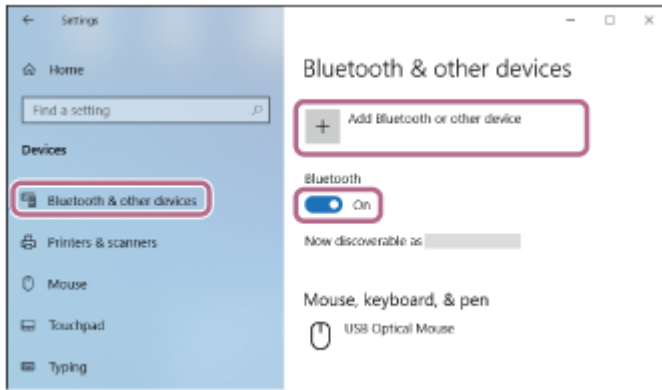 Settings
Home
Find a setting
Devices
Bluetooth & other devices
Printers & scanners
Mouse
Touchpad
Typing
Bluetooth & other devices
Add Bluetooth or other device
Bluetooth
On
Now discoverable as
Mouse, keyboard, & pen
USB Optical Mouse